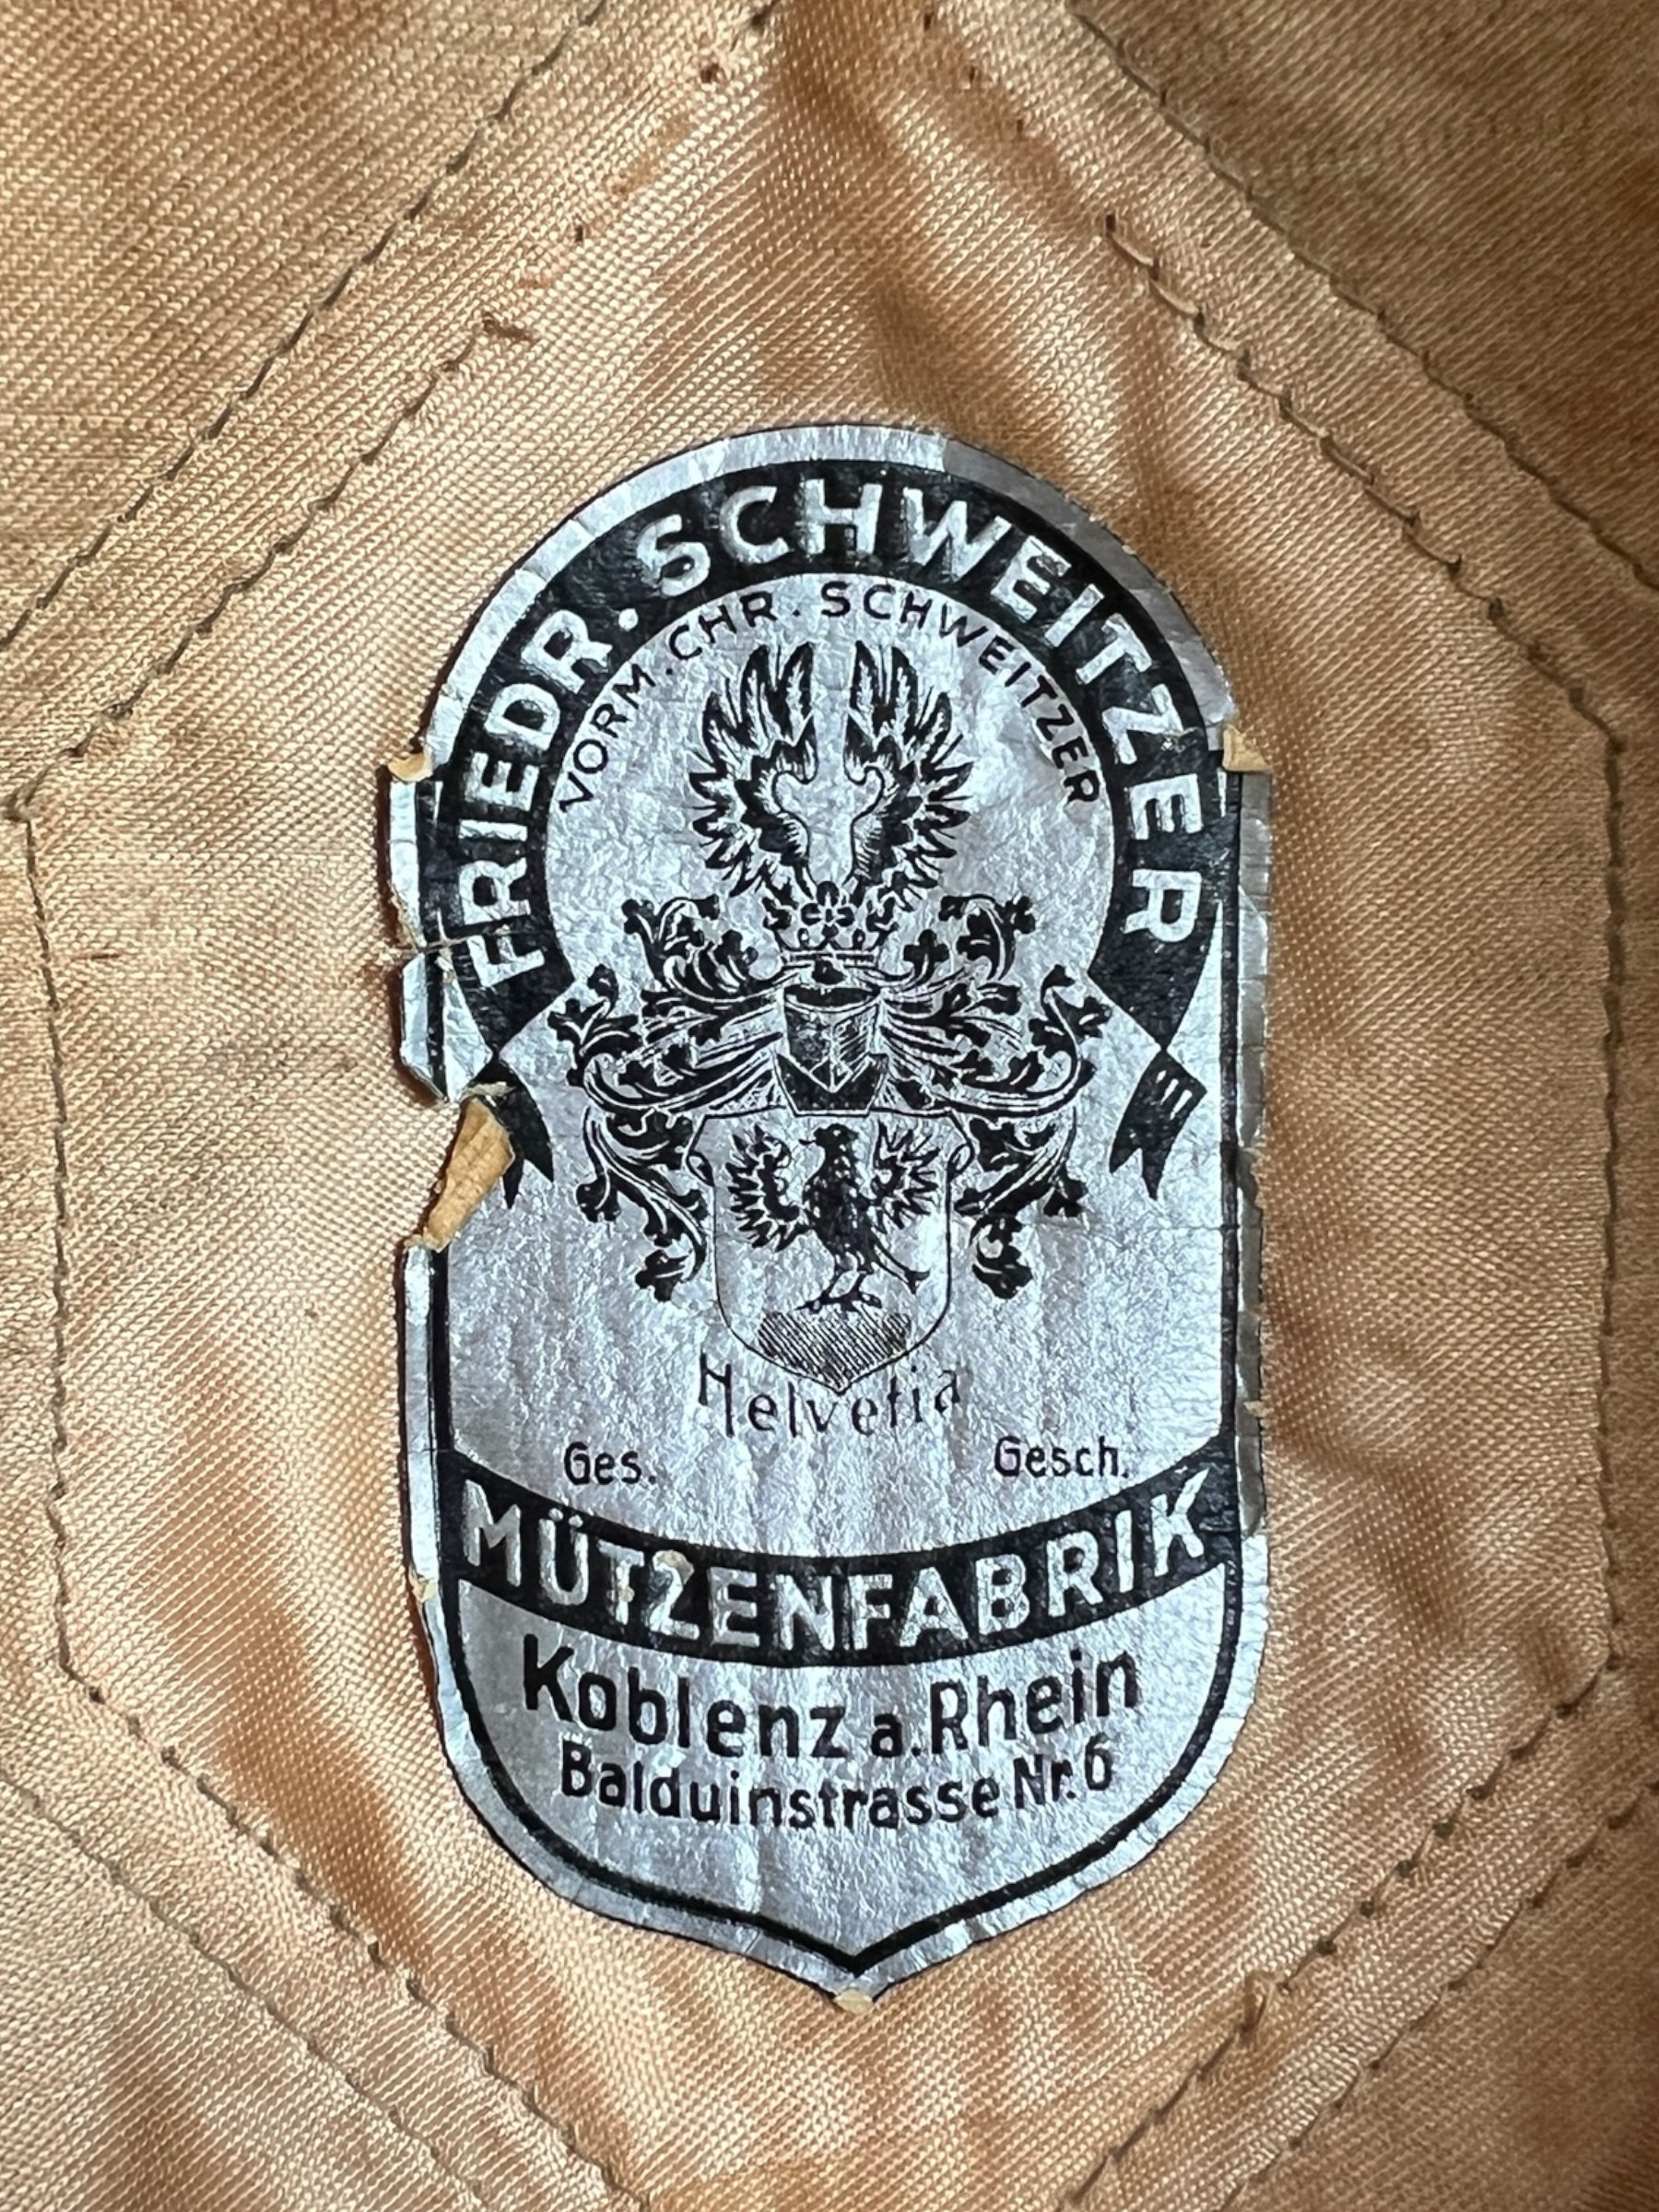 FRIEDR. SCHWEITZER
VORM. CHR. SCHWEITZER
Helvetia
Ges. Gesch.
MÜTZENFABRIK
Koblenz a. Rhein
Balduinstrasse Nr. 6